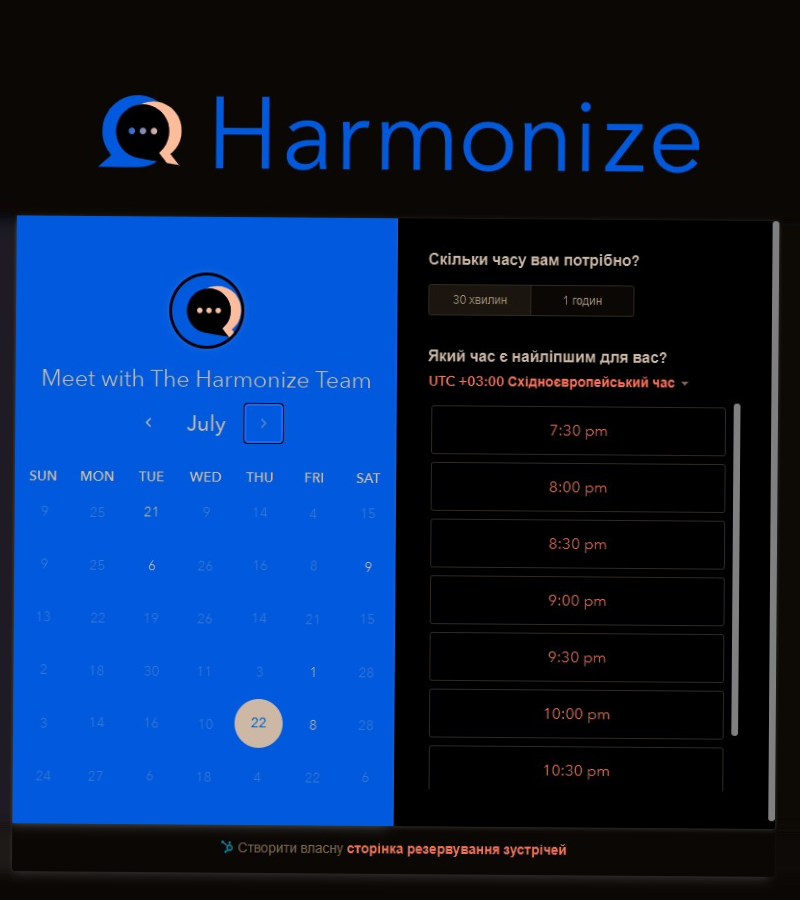 Harmonize
Meet with The Harmonize Team
July
SUN MON TUE WED THU FRI SAT
9 25 21 9 14 4 15
9 25 6 26 16 8 9
13 22 19 26 14 21 15
2 18 30 11 3 1 28
3 14 16 10 22 8 28
24 27 6 18 4 22 6
Скільки часу вам потрібно?
30 хвилин 1 годин
Який час є найліпшим для вас?
UTC +03:00 Східноєвропейський час
7:30 pm
8:00 pm
8:30 pm
9:00 pm
9:30 pm
10:00 pm
10:30 pm
Створити власну сторінка резервування зустрічей